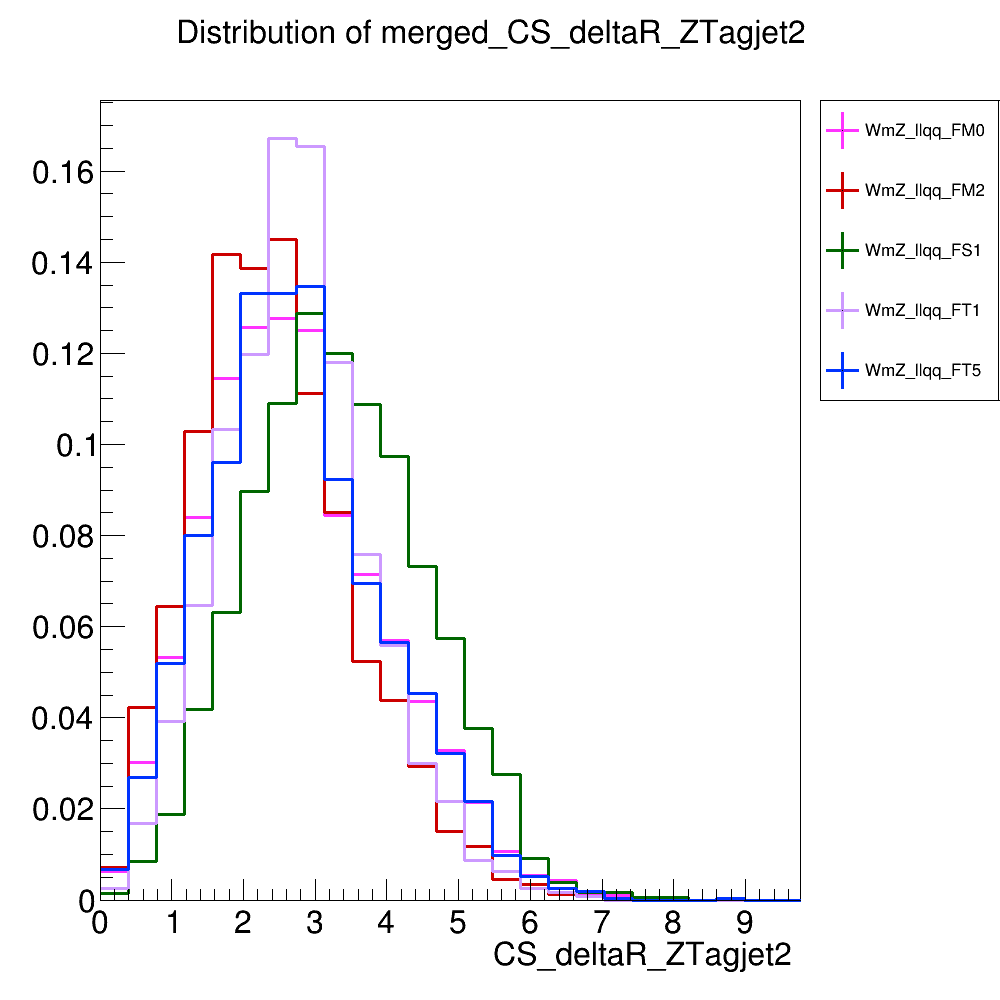 Distribution of merged_CS_deltaR_ZTagjet2
WmZ_llqq_FM0
WmZ_llqq_FM2
WmZ_llqq_FS1
WmZ_llqq_FT1
WmZ_llqq_FT5
0.16
0.14
0.12
0.1
0.08
0.06
0.04
0.02
0
0 1 2 3 4 5 6 7 8 9
CS_deltaR_ZTagjet2